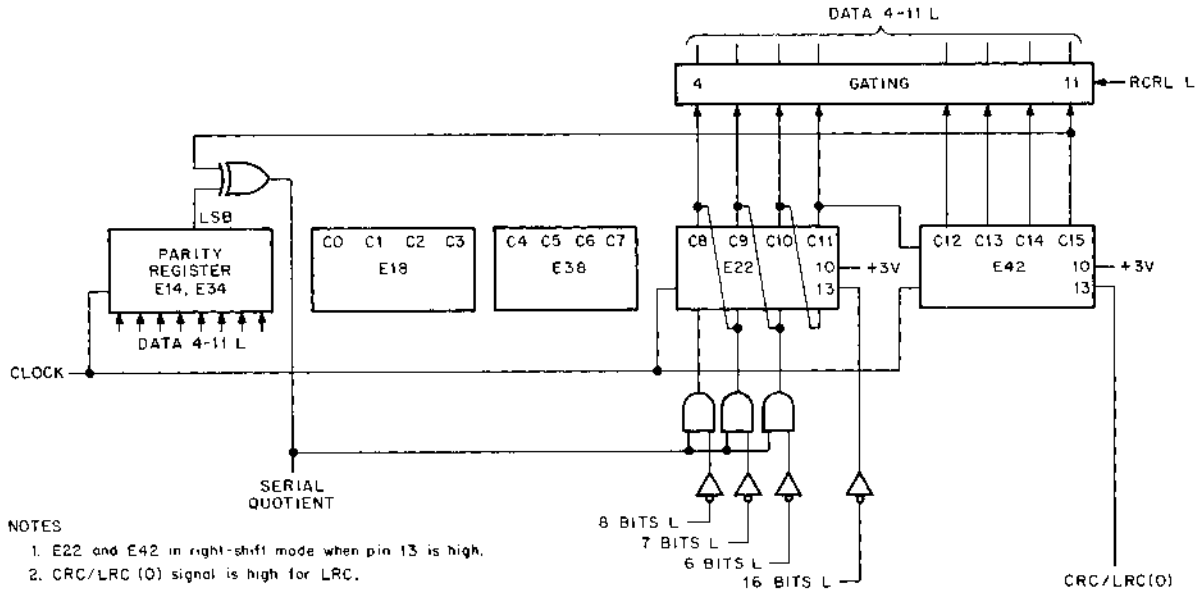 DATA 4-11 L
4 GATING 11
RCRL L
LSB
PARITY
REGISTER
E14, E34
C0 C1 C2 C3
E18
C4 C5 C6 C7
E38
C8 C9 C10 C11
E22
10
+3V
13
C12 C13 C14 C15
E42
10
+3V
13
DATA 4-11 L
CLOCK
SERIAL
QUOTIENT
8 BITS L
7 BITS L
6 BITS L
16 BITS L
CRC/LRC(0)
NOTES
1. E22 and E42 in right-shift mode when pin 13 is high.
2. CRC/LRC (0) signal is high for LRC.